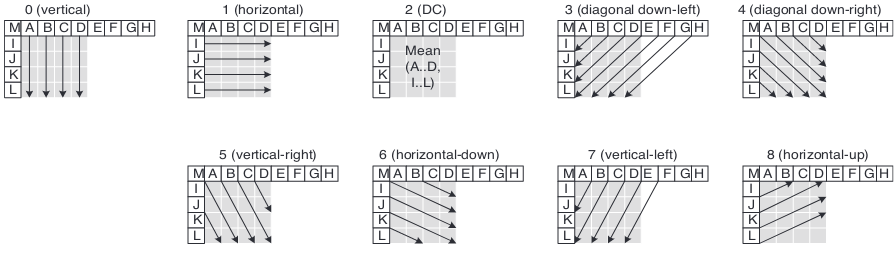 0 (vertical)
M A B C D E F G H
I
J
K
L
1 (horizontal)
M A B C D E F G H
I
J
K
L
2 (DC)
M A B C D E F G H
I
J
K
L
Mean
(A..D,
I..L)
3 (diagonal down-left)
M A B C D E F G H
I
J
K
L
4 (diagonal down-right)
M A B C D E F G H
I
J
K
L
5 (vertical-right)
M A B C D E F G H
I
J
K
L
6 (horizontal-down)
M A B C D E F G H
I
J
K
L
7 (vertical-left)
M A B C D E F G H
I
J
K
L
8 (horizontal-up)
M A B C D E F G H
I
J
K
L